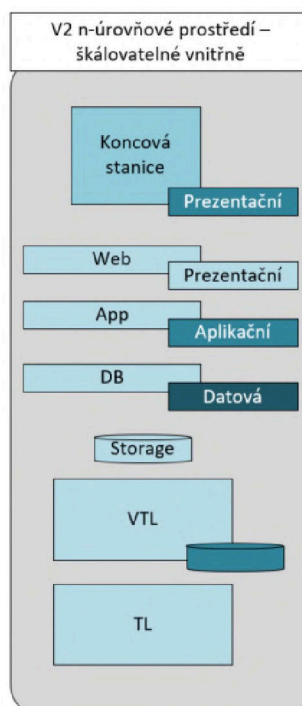 V2 n-úrovňové prostředí –
škálovatelné vnitřně
Koncová
stanice
Prezentační
Web
Prezentační
App
Aplikační
DB
Datová
Storage
VTL
TL